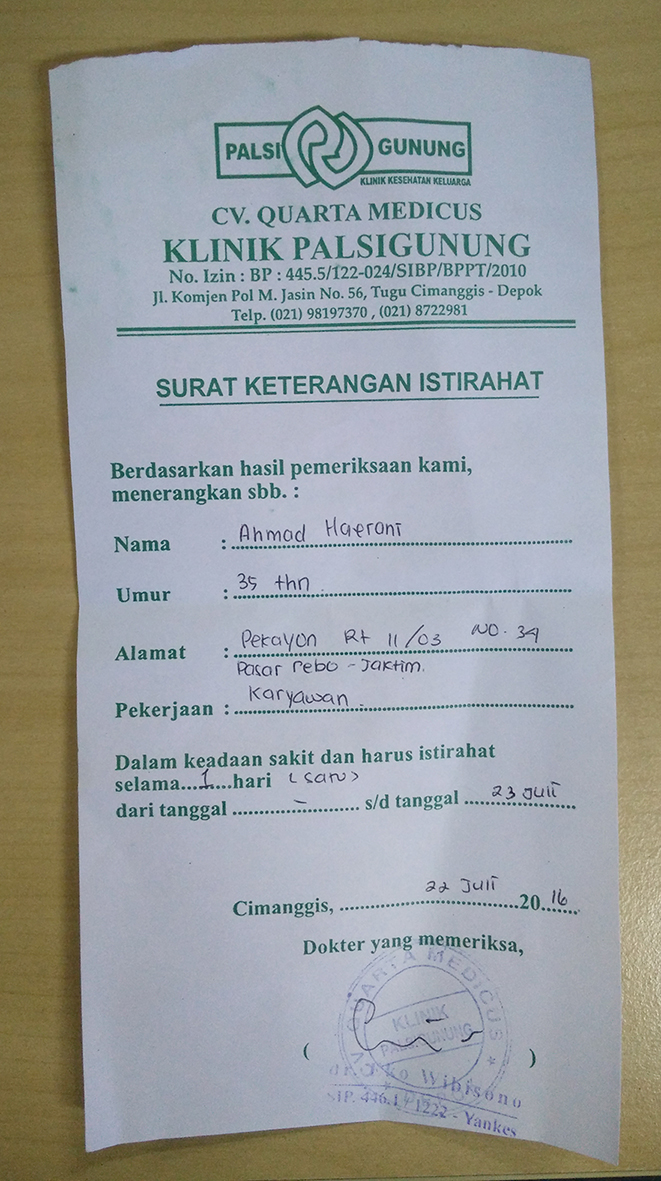 PALSI GUNUNG
KLINIK KESEHATAN KELUARGA
CV. QUARTA MEDICUS
KLINIK PALSIGUNUNG
No. Izin : BP : 445.5/122-024/SIBP/BPPT/2010
Jl. Komjen Pol M. Jasin No. 56, Tugu Cimanggis - Depok
Telp. (021) 98197370 , (021) 8722981
SURAT KETERANGAN ISTIRAHAT
Berdasarkan hasil pemeriksaan kami,
menerangkan sbb. :
Nama : Ahmad Haeroni
Umur : 35 thn
Alamat : Pekayon Rt 11/03 NO. 39
Pasar rebo - Jaktim.
Pekerjaan : Karyawan
Dalam keadaan sakit dan harus istirahat
selama...1...hari (satu)
dari tanggal ......–...... s/d tanggal ...23 Juli...
Cimanggis, ...22 Juli...20..16..
Dokter yang memeriksa,
QUARTA MEDICUS
KLINIK
PALSIGUNUNG
( )
Wibisono
SIP. 446.1 / 1222 - Yankes